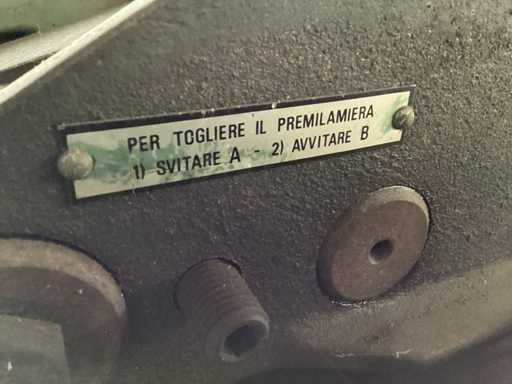 PER TOGLIERE IL PREMILAMIERA
1) SVITARE A - 2) AVVITARE B